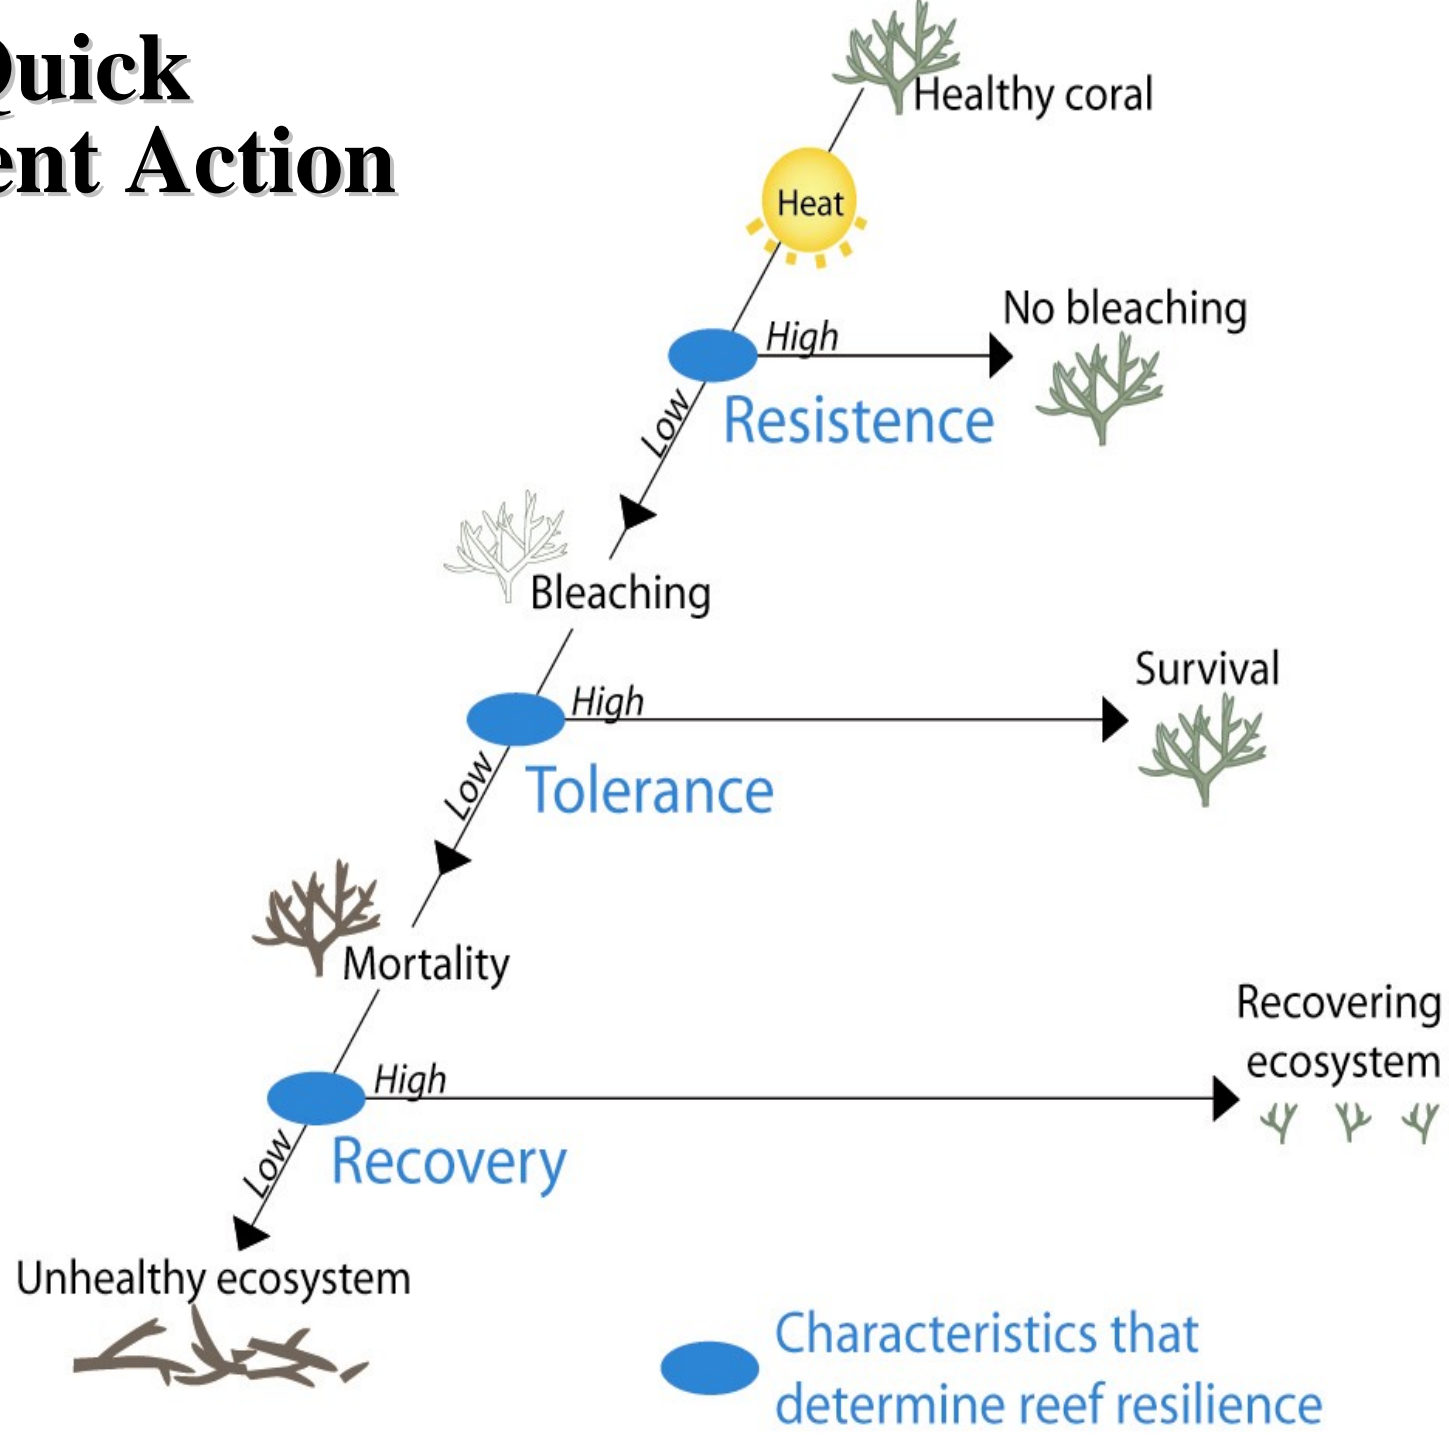 Quick
ent Action
Healthy coral
Heat
No bleaching
High
Resistence
Low
Bleaching
Survival
High
Tolerance
Low
Mortality
Recovering
ecosystem
High
Recovery
Low
Unhealthy ecosystem
Characteristics that
determine reef resilience